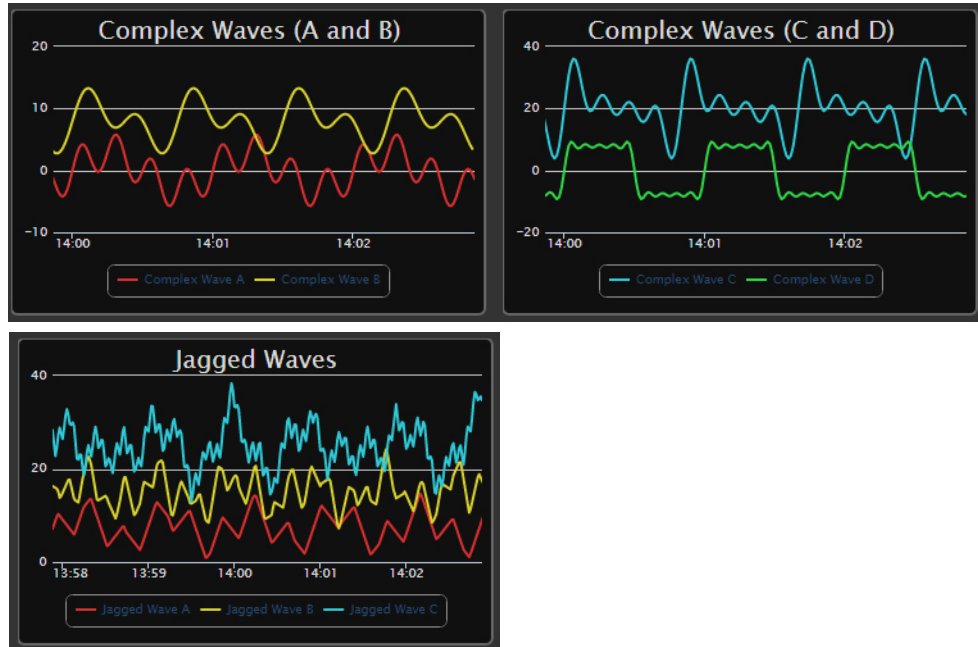 Complex Waves (A and B)
20
10
0
-10
14:00 14:01 14:02
Complex Wave A Complex Wave B
Complex Waves (C and D)
40
20
0
-20
14:00 14:01 14:02
Complex Wave C Complex Wave D
Jagged Waves
40
20
0
13:58 13:59 14:00 14:01 14:02
Jagged Wave A Jagged Wave B Jagged Wave C